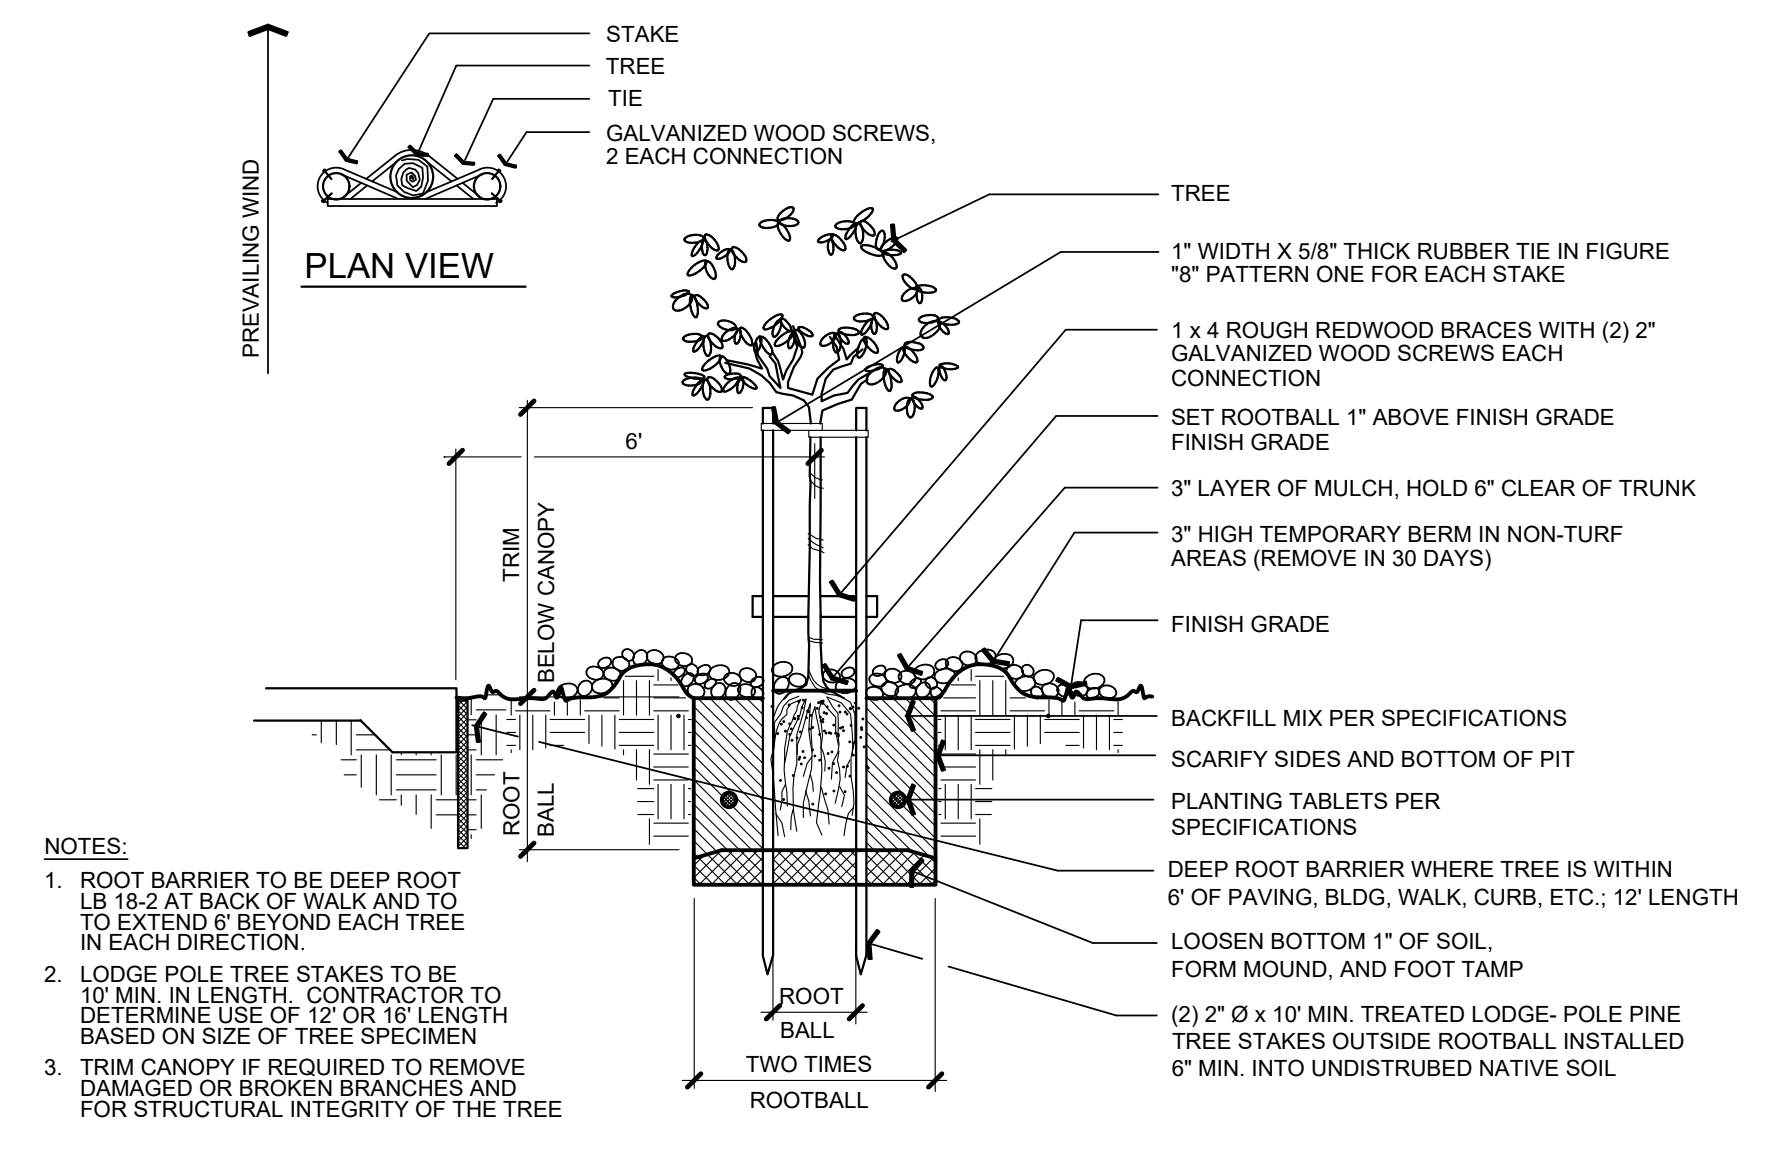 STAKE
TREE
TIE
GALVANIZED WOOD SCREWS,
2 EACH CONNECTION
PREVAILING WIND
PLAN VIEW
TREE
1" WIDTH X 5/8" THICK RUBBER TIE IN FIGURE
"8" PATTERN ONE FOR EACH STAKE
1 x 4 ROUGH REDWOOD BRACES WITH (2) 2"
GALVANIZED WOOD SCREWS EACH
CONNECTION
SET ROOTBALL 1" ABOVE FINISH GRADE
FINISH GRADE
3" LAYER OF MULCH, HOLD 6" CLEAR OF TRUNK
3" HIGH TEMPORARY BERM IN NON-TURF
AREAS (REMOVE IN 30 DAYS)
FINISH GRADE
BACKFILL MIX PER SPECIFICATIONS
SCARIFY SIDES AND BOTTOM OF PIT
PLANTING TABLETS PER
SPECIFICATIONS
DEEP ROOT BARRIER WHERE TREE IS WITHIN
6' OF PAVING, BLDG, WALK, CURB, ETC.; 12' LENGTH
LOOSEN BOTTOM 1" OF SOIL,
FORM MOUND, AND FOOT TAMP
(2) 2" Ø x 10' MIN. TREATED LODGE- POLE PINE
TREE STAKES OUTSIDE ROOTBALL INSTALLED
6" MIN. INTO UNDISTRUBED NATIVE SOIL
6'
TRIM
BELOW CANOPY
ROOT
BALL
ROOT
BALL
TWO TIMES
ROOTBALL
NOTES:
1. ROOT BARRIER TO BE DEEP ROOT
LB 18-2 AT BACK OF WALK AND TO
TO EXTEND 6' BEYOND EACH TREE
IN EACH DIRECTION.
2. LODGE POLE TREE STAKES TO BE
10' MIN. IN LENGTH. CONTRACTOR TO
DETERMINE USE OF 12' OR 16' LENGTH
BASED ON SIZE OF TREE SPECIMEN
3. TRIM CANOPY IF REQUIRED TO REMOVE
DAMAGED OR BROKEN BRANCHES AND
FOR STRUCTURAL INTEGRITY OF THE TREE